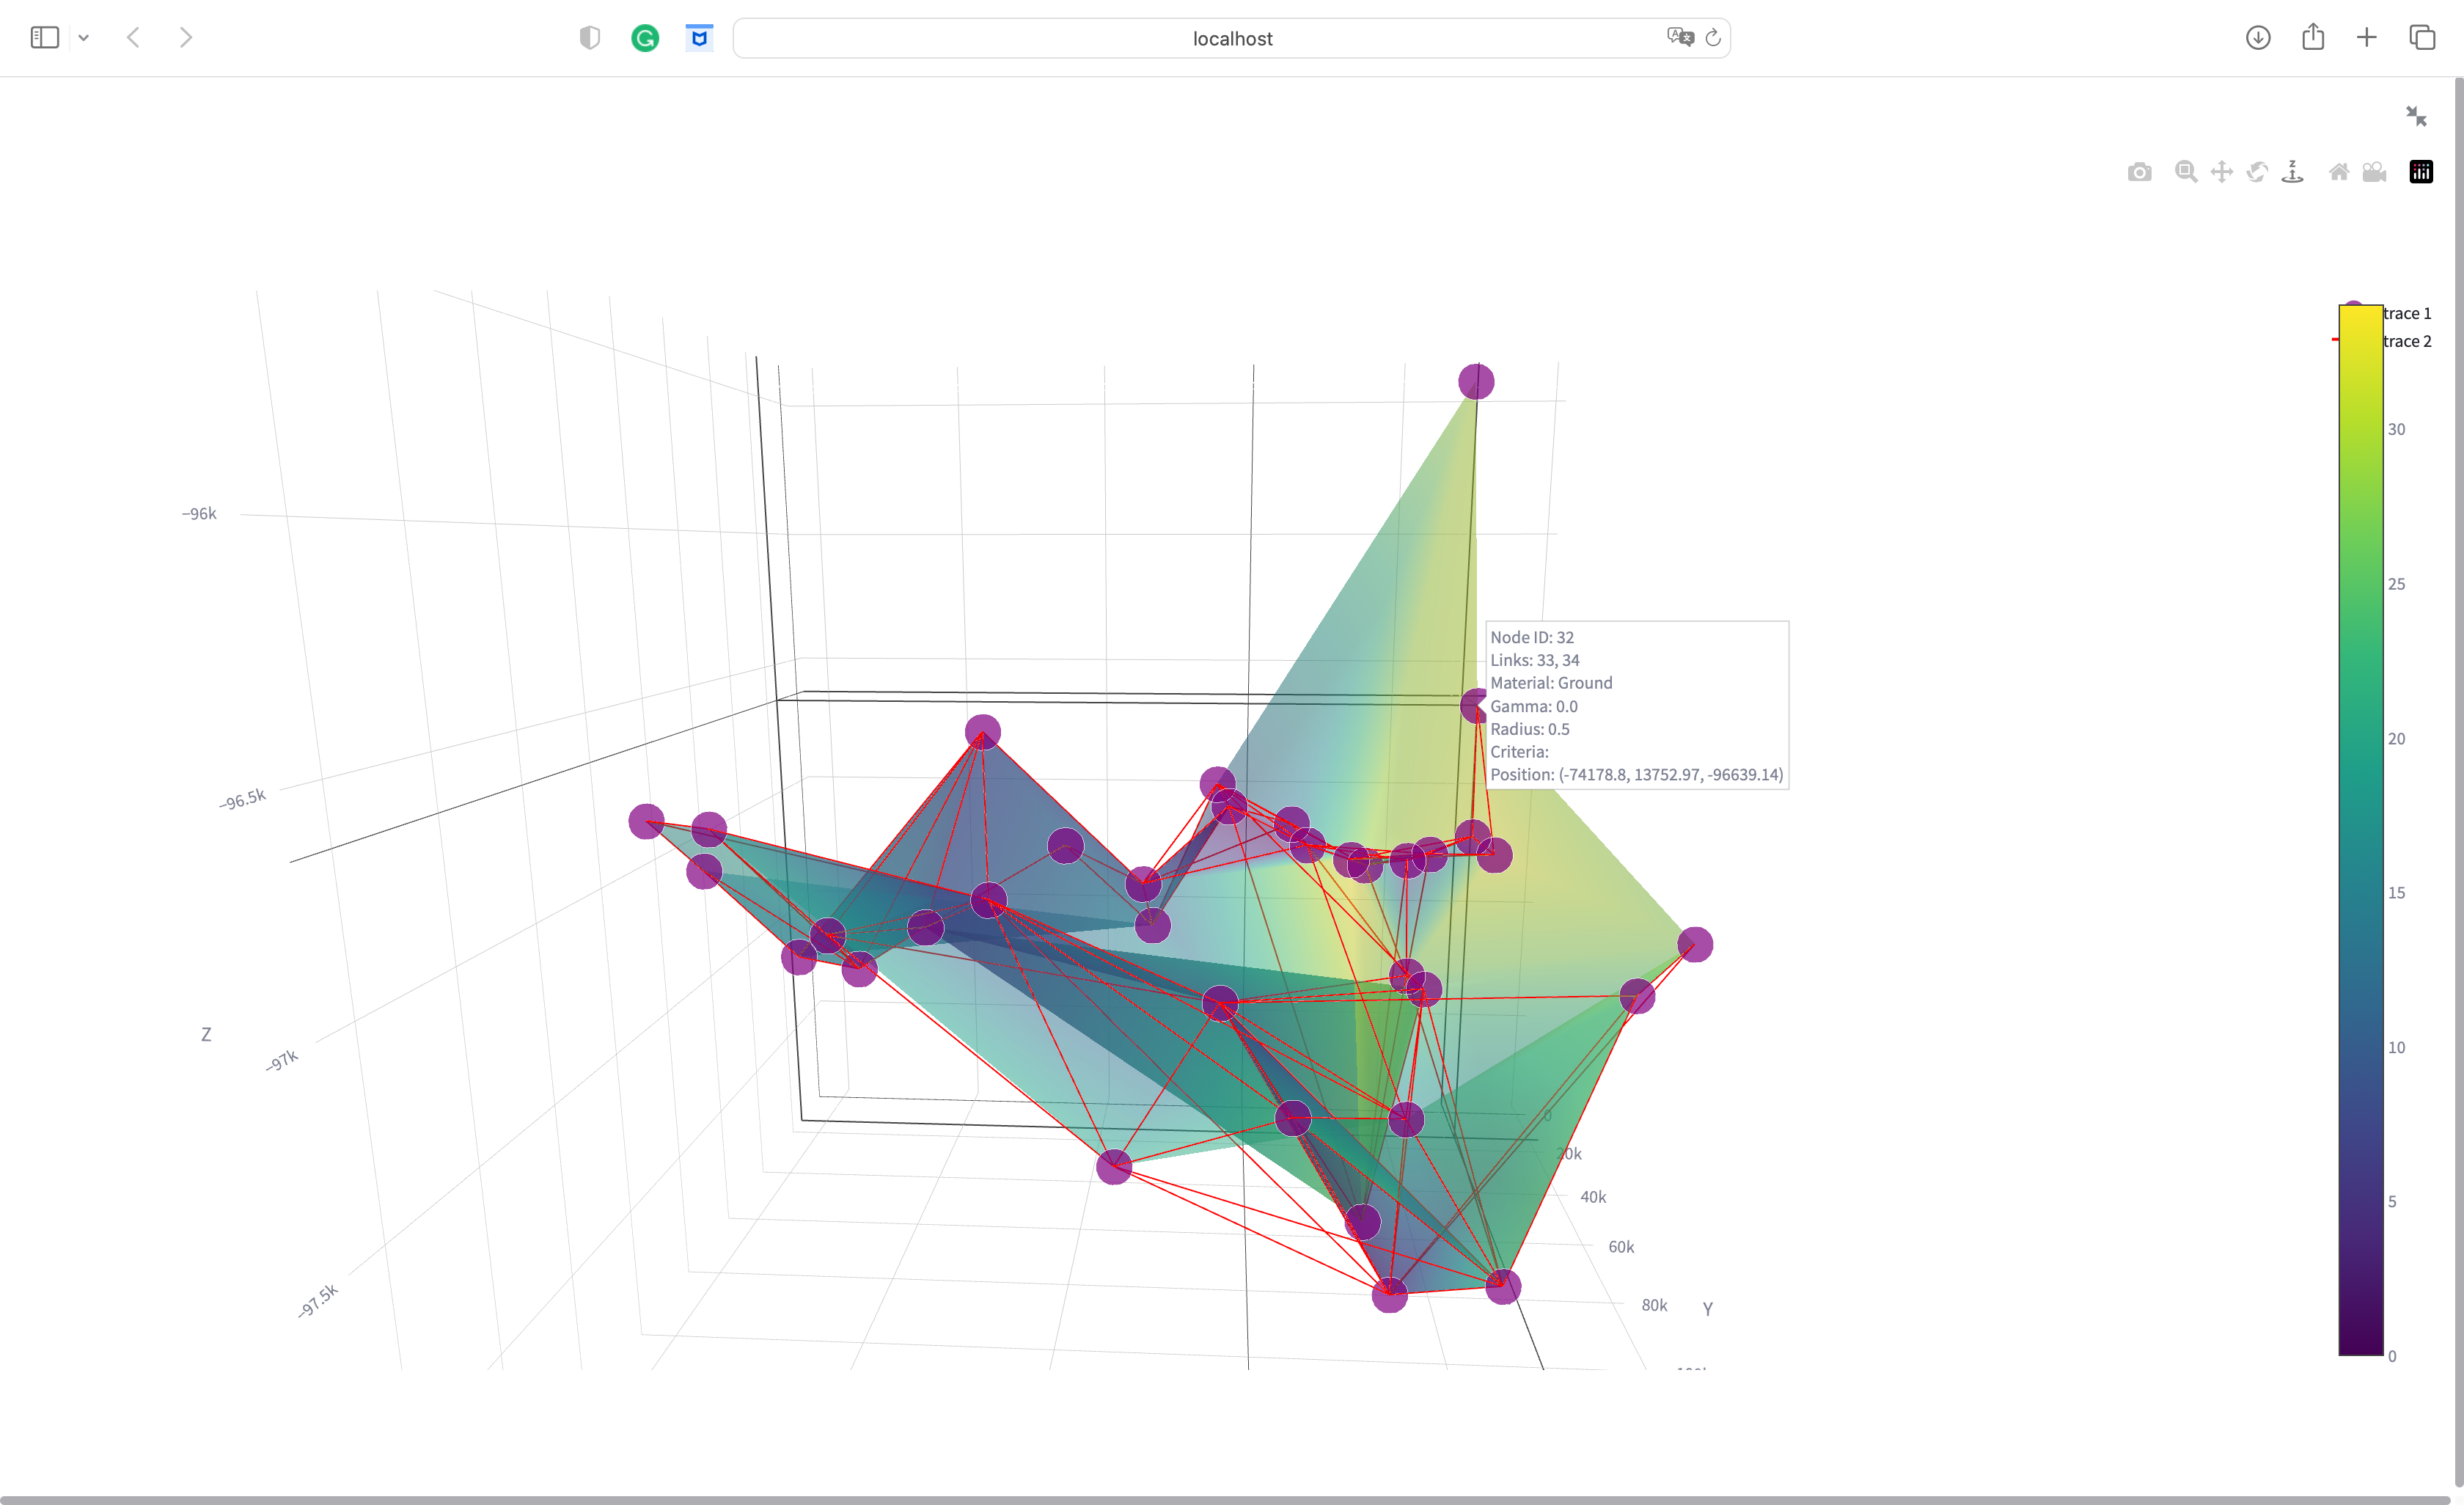 localhost
z
trace 1
trace 2
30
25
20
15
10
5
0
−96k
−96.5k
−97k
−97.5k
Z
Node ID: 32
Links: 33, 34
Material: Ground
Gamma: 0.0
Radius: 0.5
Criteria:
Position: (-74178.8, 13752.97, -96639.14)
0
20k
40k
60k
80k
Y